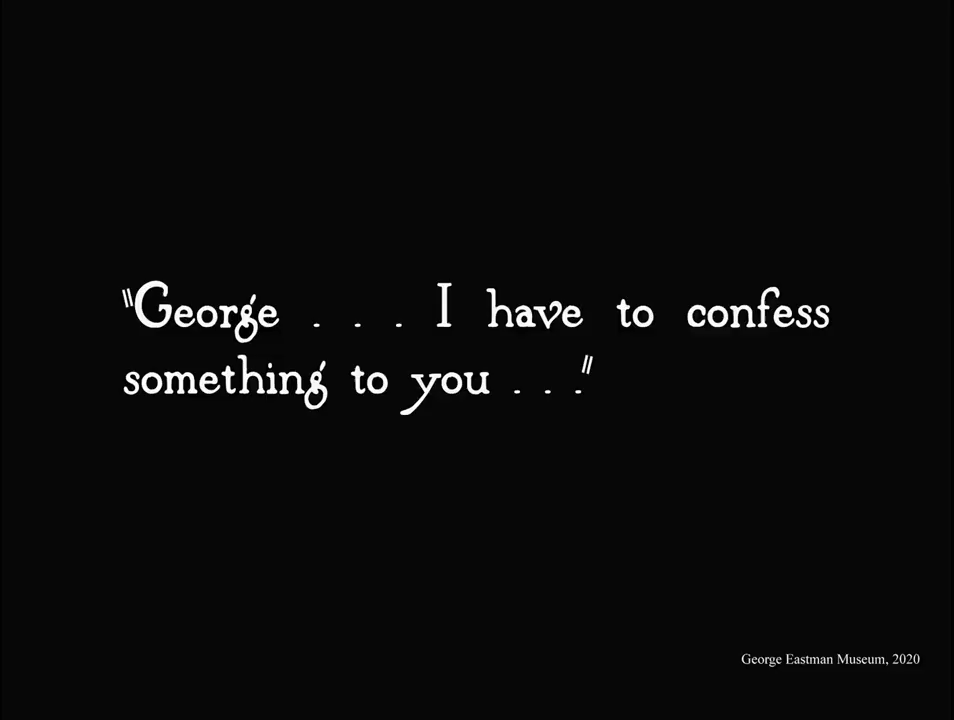 "George . . . I have to confess
something to you . . ."
George Eastman Museum, 2020